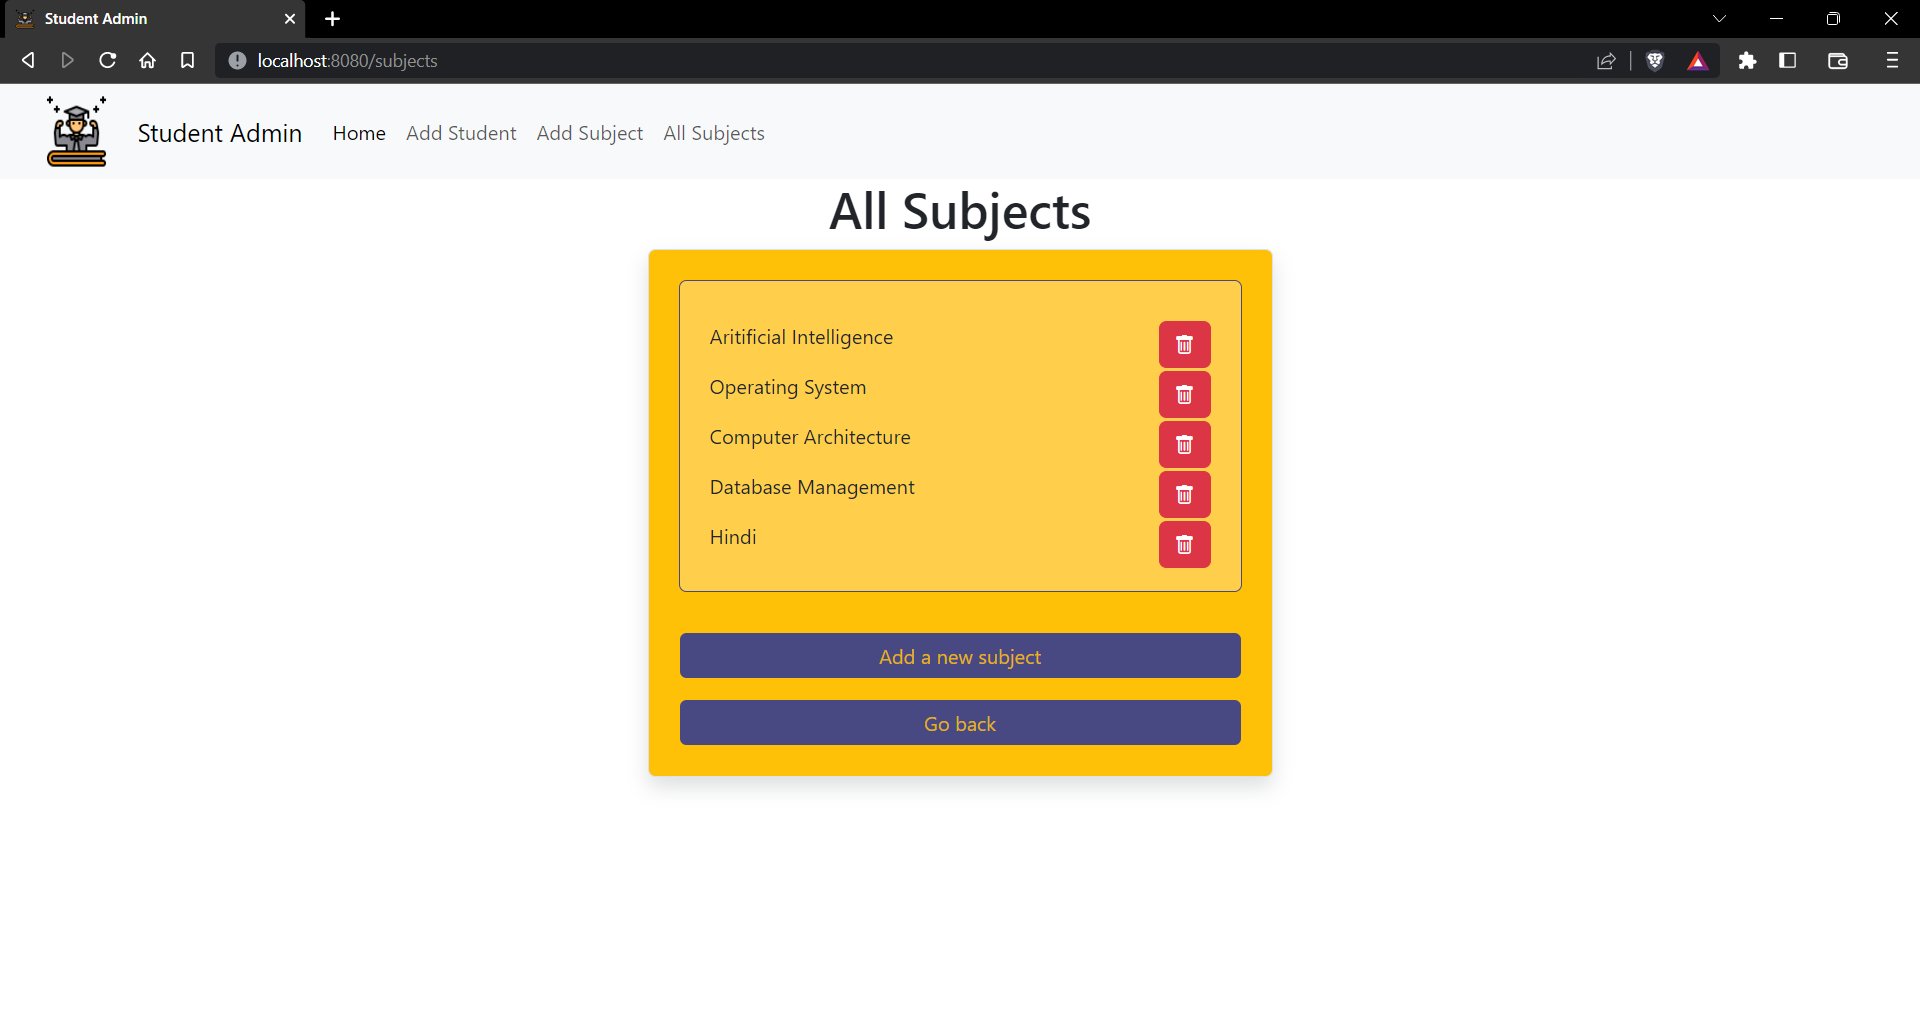 Student Admin
localhost:8080/subjects
Student Admin Home Add Student Add Subject All Subjects
All Subjects
Aritificial Intelligence
Operating System
Computer Architecture
Database Management
Hindi
Add a new subject
Go back